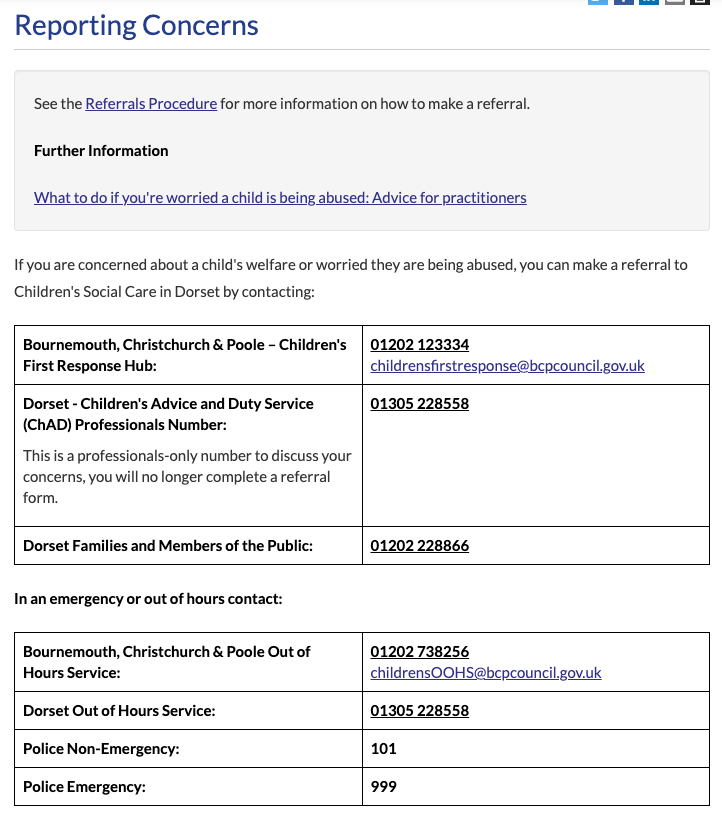 Reporting Concerns
See the Referrals Procedure for more information on how to make a referral.
Further Information
What to do if you're worried a child is being abused: Advice for practitioners
If you are concerned about a child's welfare or worried they are being abused, you can make a referral to
Children's Social Care in Dorset by contacting:
Bournemouth, Christchurch & Poole – Children's
First Response Hub:
01202 123334
childrensfirstresponse@bcpcouncil.gov.uk
Dorset - Children's Advice and Duty Service
(ChAD) Professionals Number:
This is a professionals-only number to discuss your
concerns, you will no longer complete a referral
form.
01305 228558
Dorset Families and Members of the Public:
01202 228866
In an emergency or out of hours contact:
Bournemouth, Christchurch & Poole Out of
Hours Service:
01202 738256
childrensOOHS@bcpcouncil.gov.uk
Dorset Out of Hours Service:
01305 228558
Police Non-Emergency:
101
Police Emergency:
999